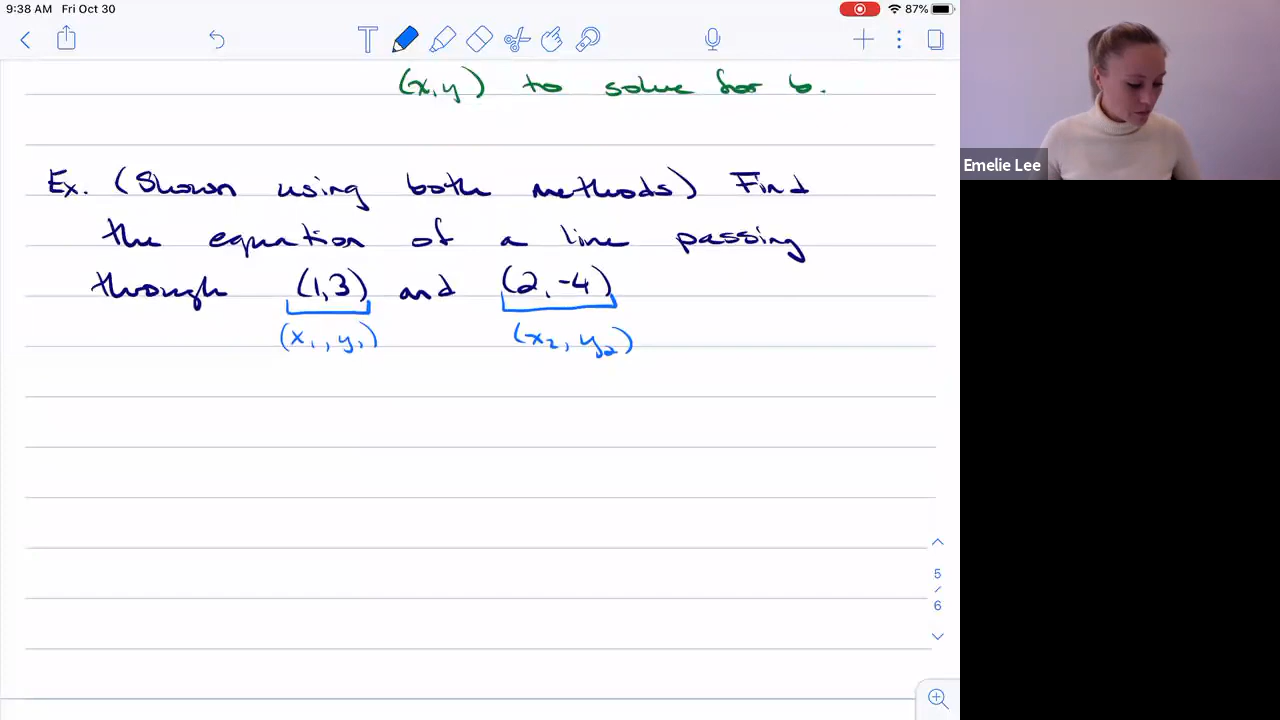 9:38 AM Fri Oct 30
87%
T
(x,y) to solve for b.
Ex. (Shown using both methods) Find
the equation of a line passing
through (1,3) and (2,-4)
(x₁, y₁) (x₂, y₂)
5
/
6
Emelie Lee